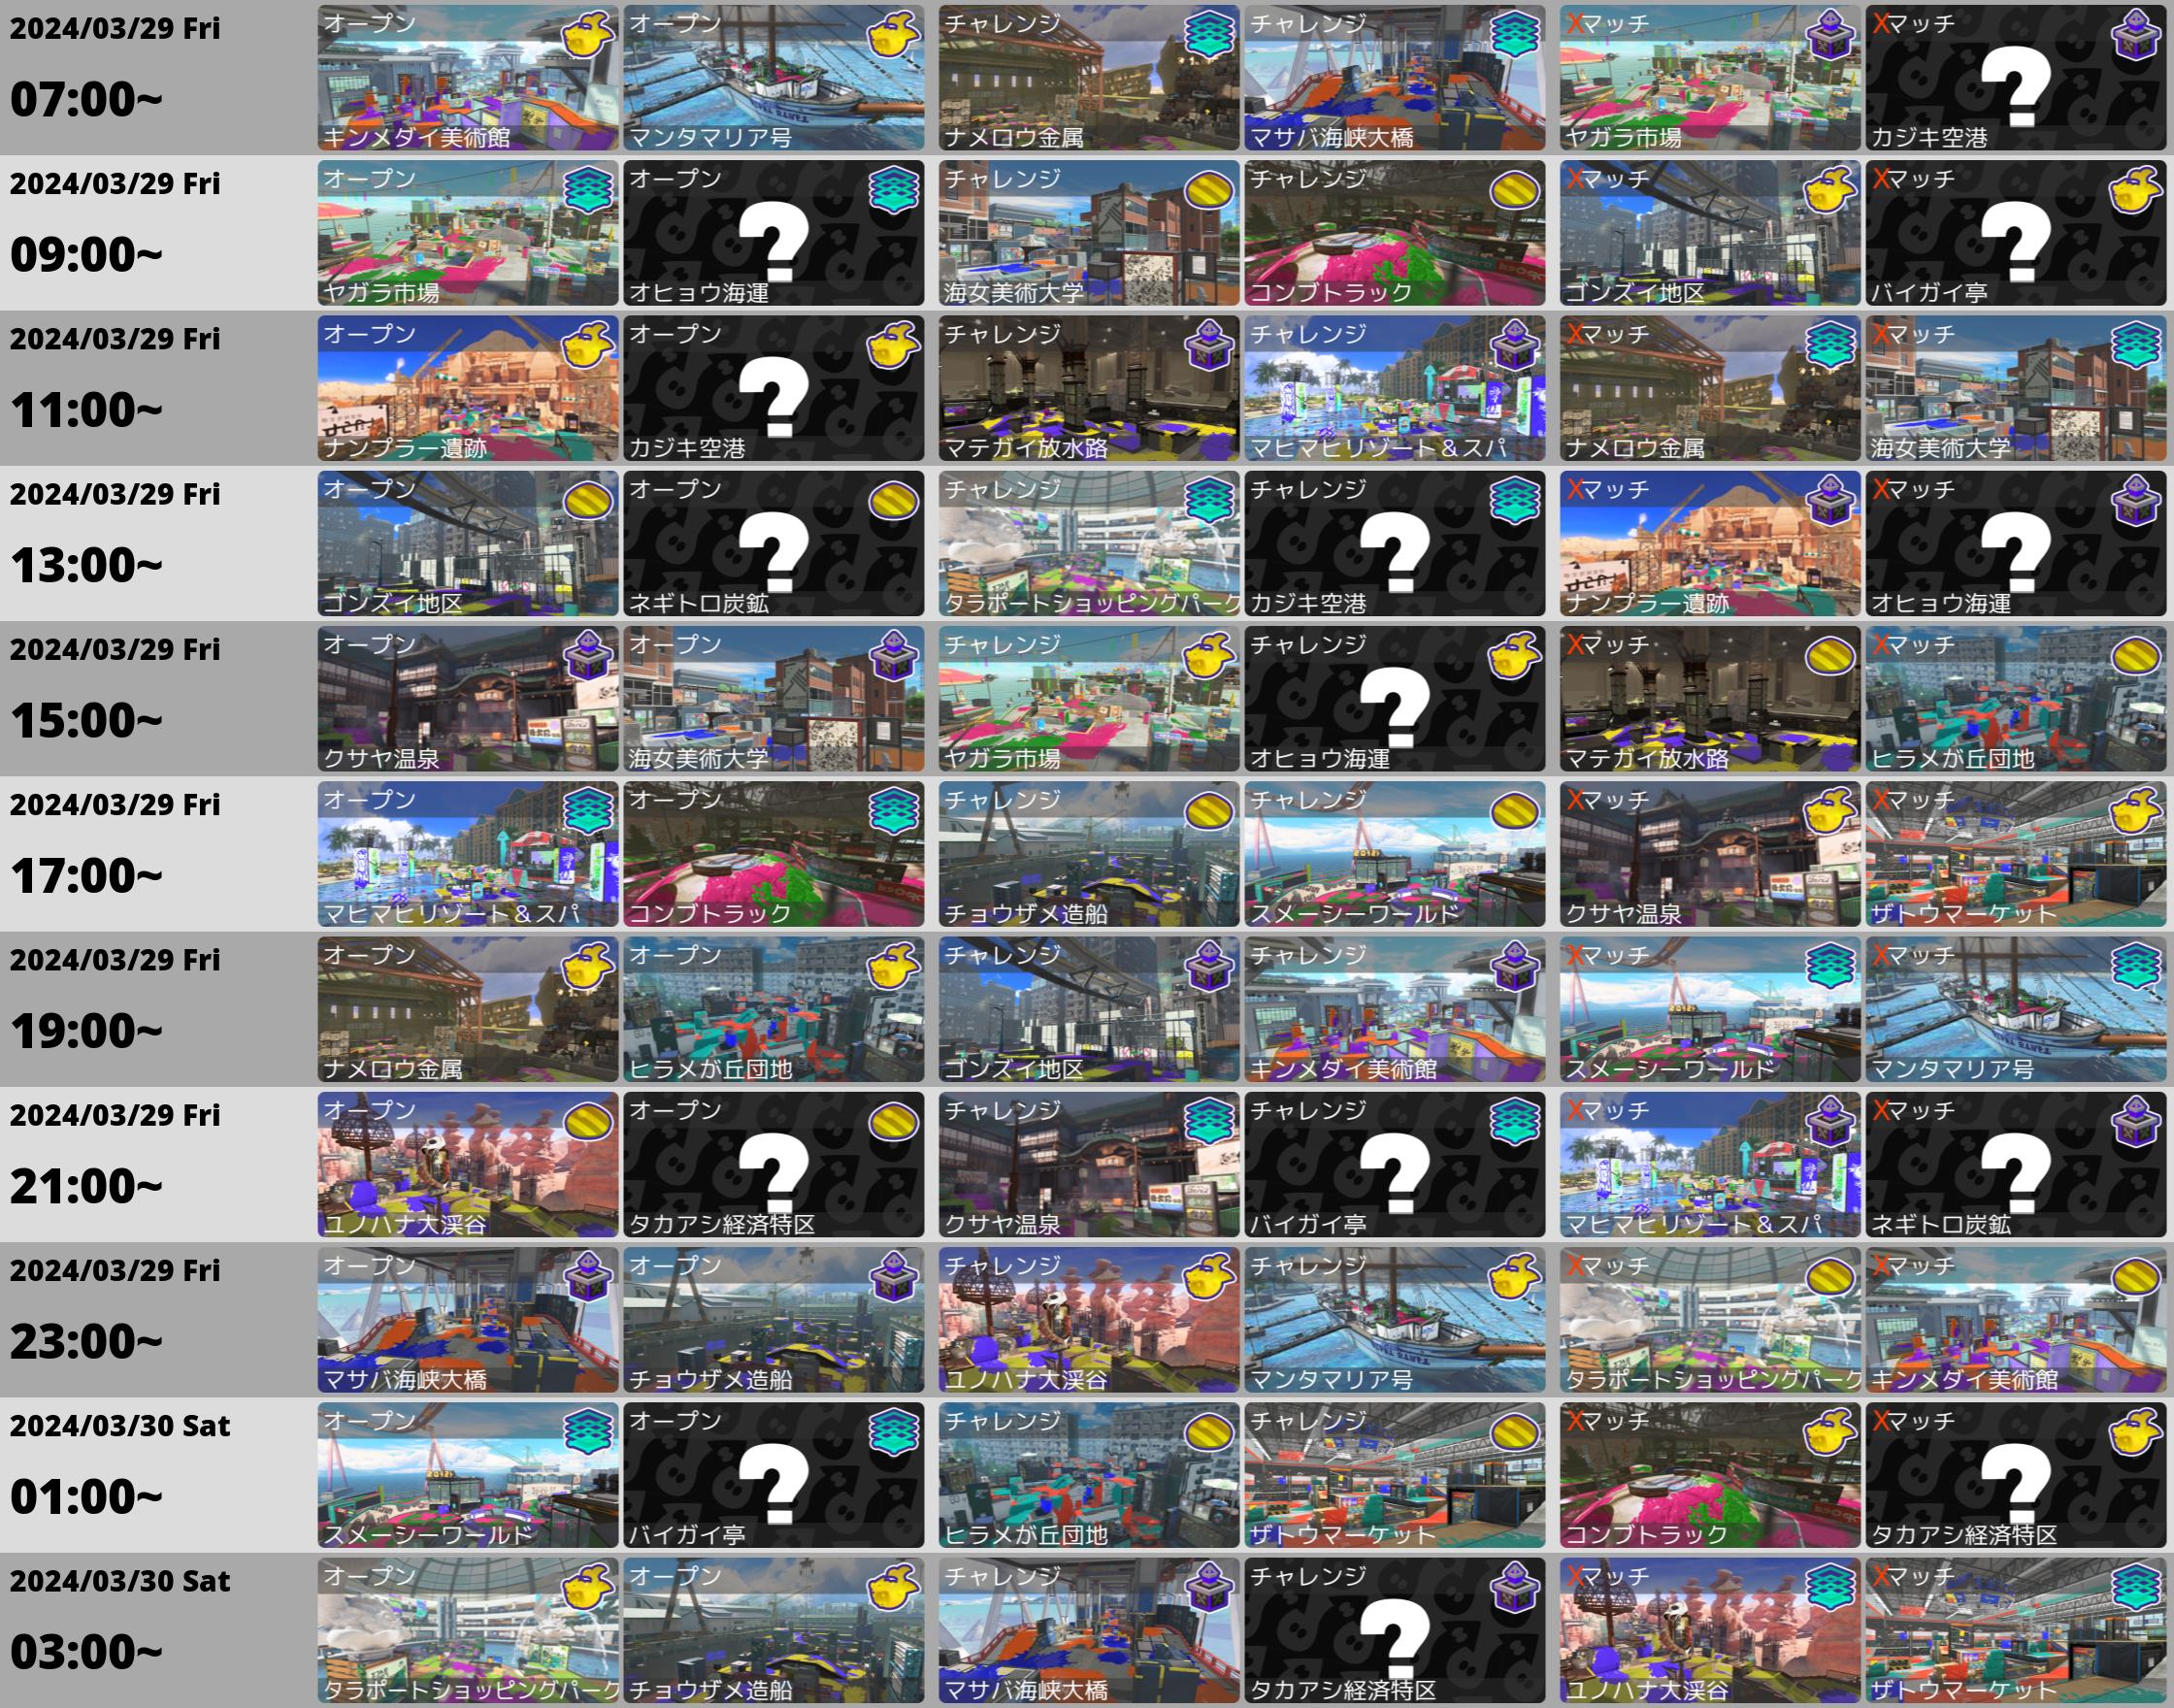 2024/03/29 Fri
07:00~
オープン オープン チャレンジ チャレンジ Xマッチ Xマッチ
キンメダイ美術館 マンタマリア号 ナメロウ金属 マサバ海峡大橋 ヤガラ市場 カジキ空港
2024/03/29 Fri
09:00~
オープン オープン チャレンジ チャレンジ Xマッチ Xマッチ
ヤガラ市場 オヒョウ海運 海女美術大学 コンブトラック ゴンズイ地区 バイガイ亭
2024/03/29 Fri
11:00~
オープン オープン チャレンジ チャレンジ Xマッチ Xマッチ
ナンプラー遺跡 カジキ空港 マテガイ放水路 マヒマヒリゾート＆スパ ナメロウ金属 海女美術大学
2024/03/29 Fri
13:00~
オープン オープン チャレンジ チャレンジ Xマッチ Xマッチ
ゴンズイ地区 ネギトロ炭鉱 タラポートショッピングパーク カジキ空港 ナンプラー遺跡 オヒョウ海運
2024/03/29 Fri
15:00~
オープン オープン チャレンジ チャレンジ Xマッチ Xマッチ
クサヤ温泉 海女美術大学 ヤガラ市場 オヒョウ海運 マテガイ放水路 ヒラメが丘団地
2024/03/29 Fri
17:00~
オープン オープン チャレンジ チャレンジ Xマッチ Xマッチ
マヒマヒリゾート＆スパ コンブトラック チョウザメ造船 スメーシーワールド クサヤ温泉 ザトウマーケット
2024/03/29 Fri
19:00~
オープン オープン チャレンジ チャレンジ Xマッチ Xマッチ
ナメロウ金属 ヒラメが丘団地 ゴンズイ地区 キンメダイ美術館 スメーシーワールド マンタマリア号
2024/03/29 Fri
21:00~
オープン オープン チャレンジ チャレンジ Xマッチ Xマッチ
ユノハナ大渓谷 タカアシ経済特区 クサヤ温泉 バイガイ亭 マヒマヒリゾート＆スパ ネギトロ炭鉱
2024/03/29 Fri
23:00~
オープン オープン チャレンジ チャレンジ Xマッチ Xマッチ
マサバ海峡大橋 チョウザメ造船 ユノハナ大渓谷 マンタマリア号 タラポートショッピングパーク キンメダイ美術館
2024/03/30 Sat
01:00~
オープン オープン チャレンジ チャレンジ Xマッチ Xマッチ
スメーシーワールド バイガイ亭 ヒラメが丘団地 ザトウマーケット コンブトラック タカアシ経済特区
2024/03/30 Sat
03:00~
オープン オープン チャレンジ チャレンジ Xマッチ Xマッチ
タラポートショッピングパーク チョウザメ造船 マサバ海峡大橋 タカアシ経済特区 ユノハナ大渓谷 ザトウマーケット